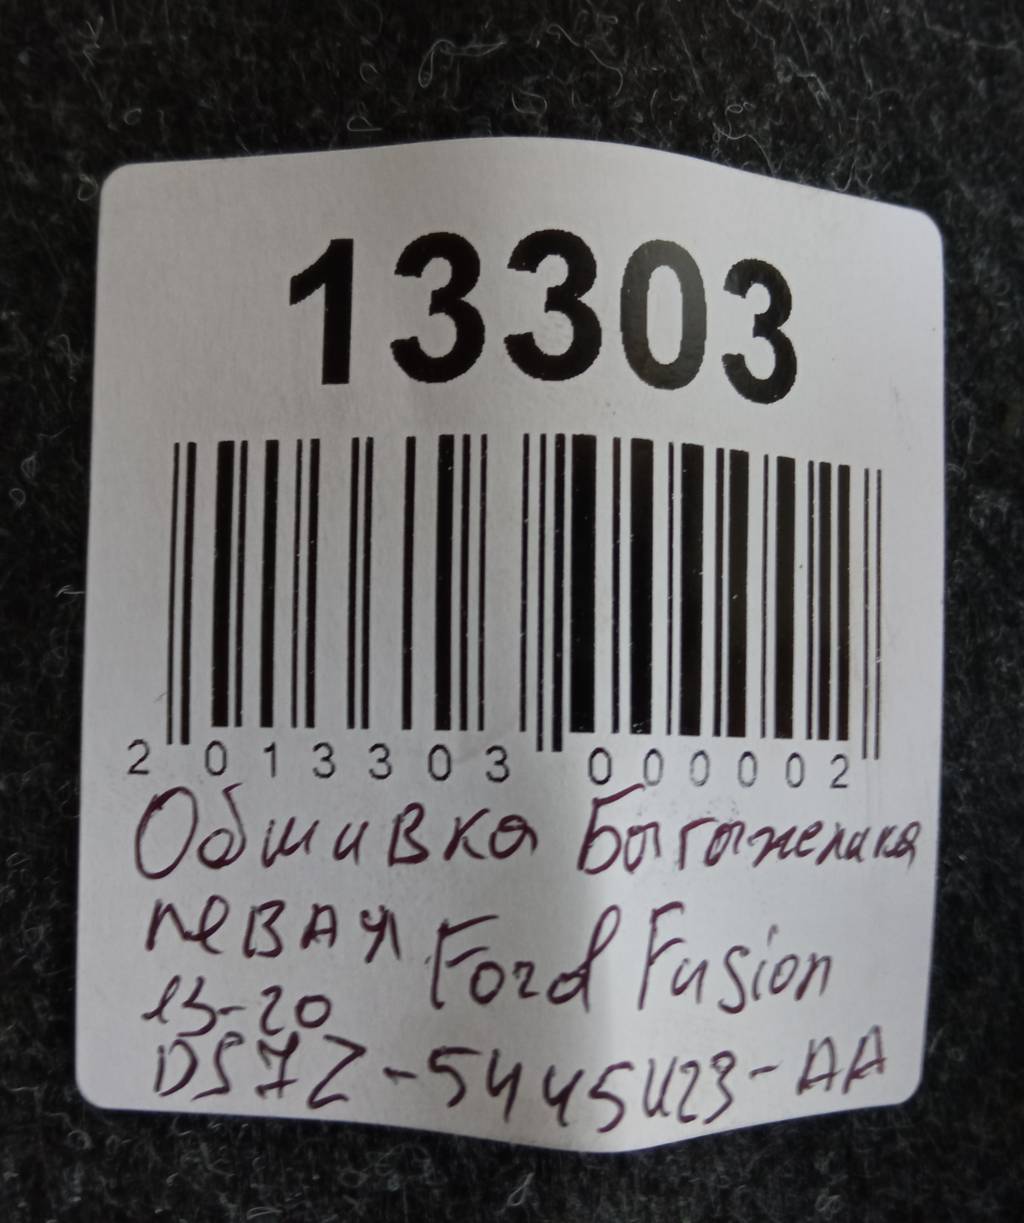 13303
2 013303 000002
Обшивка Багажника
левая Ford Fusion
13-20
DS7Z-5445423-AA